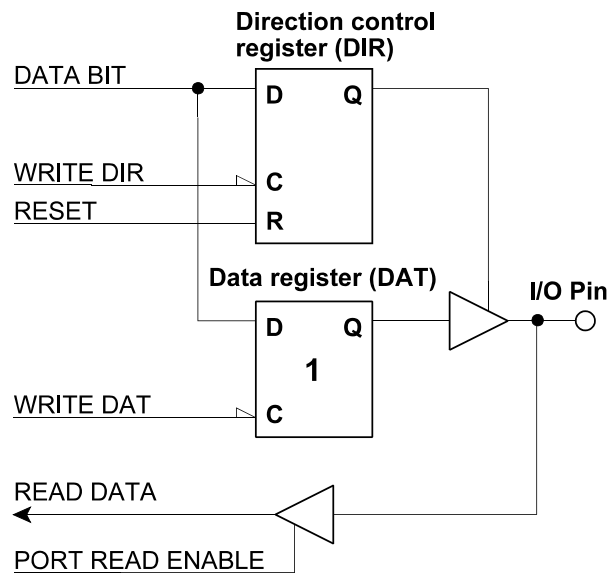 Direction control
register (DIR)
DATA BIT
D
Q
WRITE DIR
C
RESET
R
Data register (DAT)
I/O Pin
D
Q
1
WRITE DAT
C
READ DATA
PORT READ ENABLE